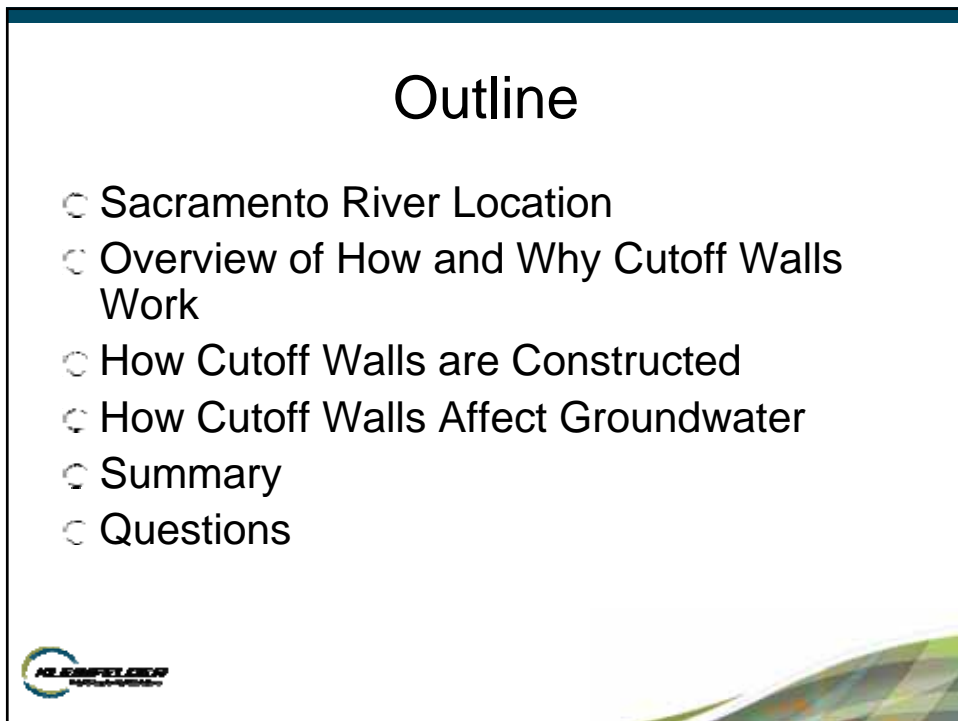 Outline
Sacramento River Location
Overview of How and Why Cutoff Walls
Work
How Cutoff Walls are Constructed
How Cutoff Walls Affect Groundwater
Summary
Questions
KLEINFELDER